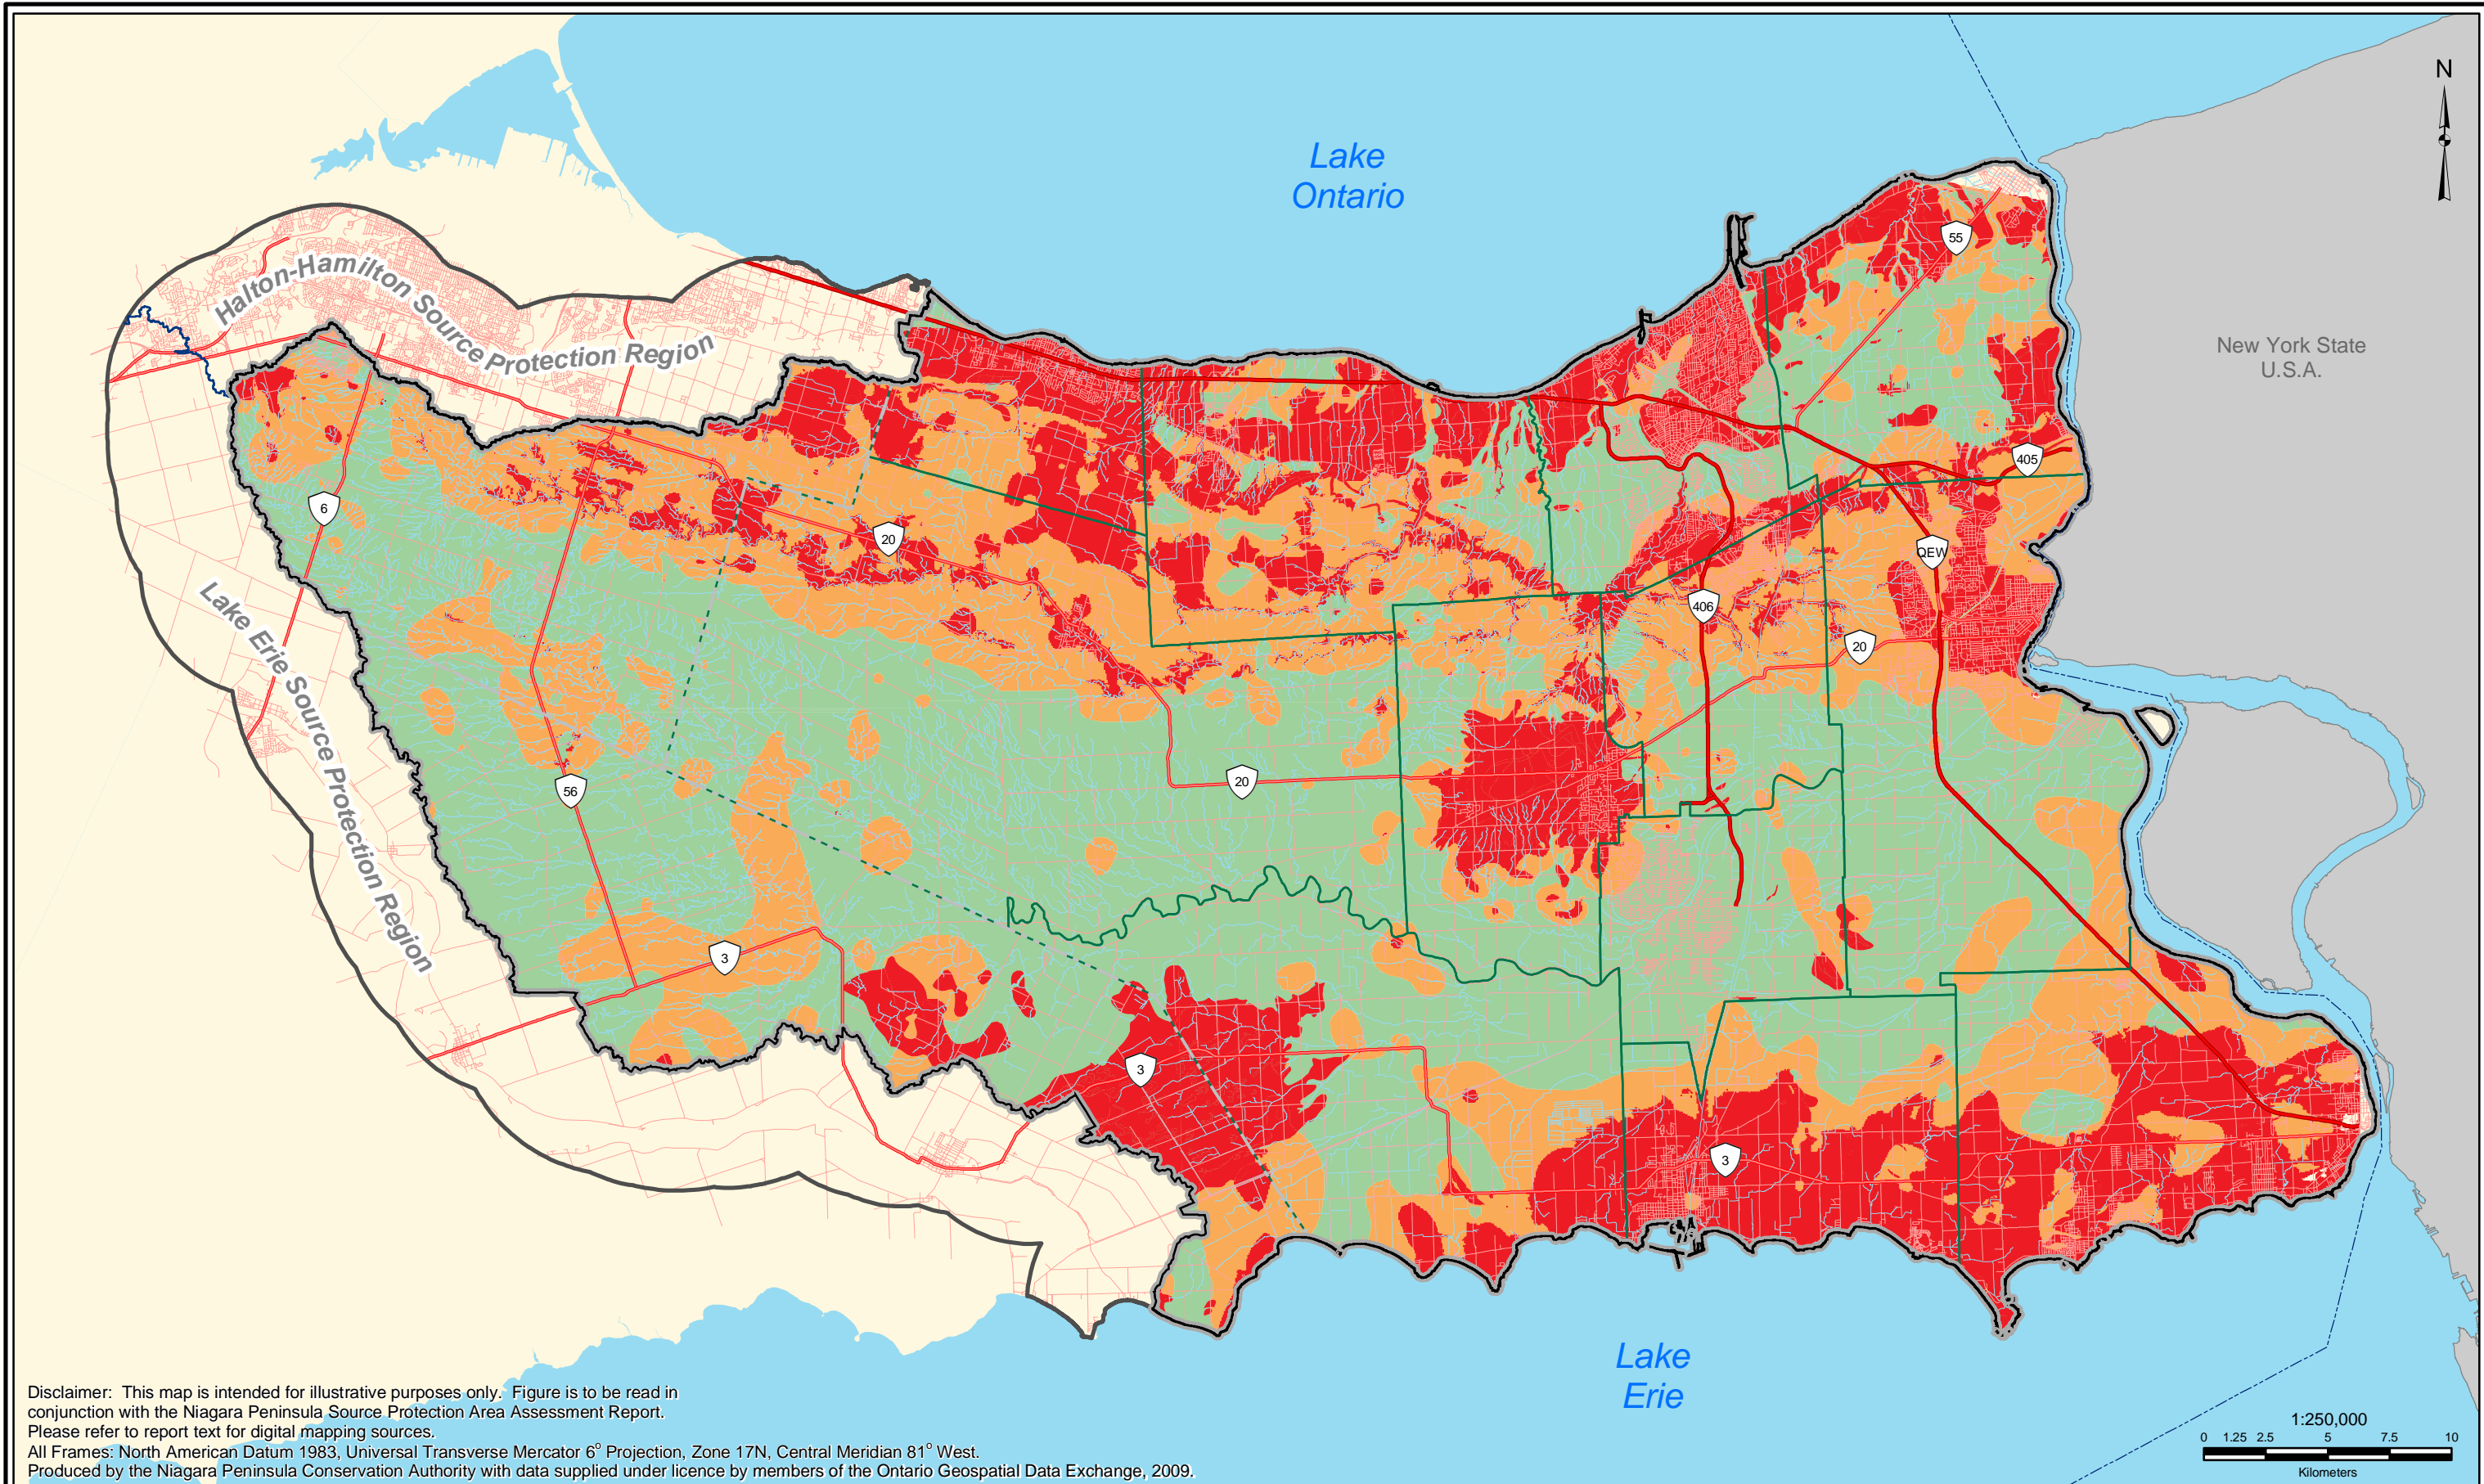 N
Lake
Ontario
55
New York State
U.S.A.
Halton-Hamilton Source Protection Region
405
6
20
QEW
406
20
Lake Erie Source Protection Region
20
56
3
3
3
Lake
Erie
Disclaimer: This map is intended for illustrative purposes only. Figure is to be read in
conjunction with the Niagara Peninsula Source Protection Area Assessment Report.
Please refer to report text for digital mapping sources.
All Frames: North American Datum 1983, Universal Transverse Mercator 6° Projection, Zone 17N, Central Meridian 81° West.
Produced by the Niagara Peninsula Conservation Authority with data supplied under licence by members of the Ontario Geospatial Data Exchange, 2009.
1:250,000
0 1.25 2.5 5 7.5 10
Kilometers